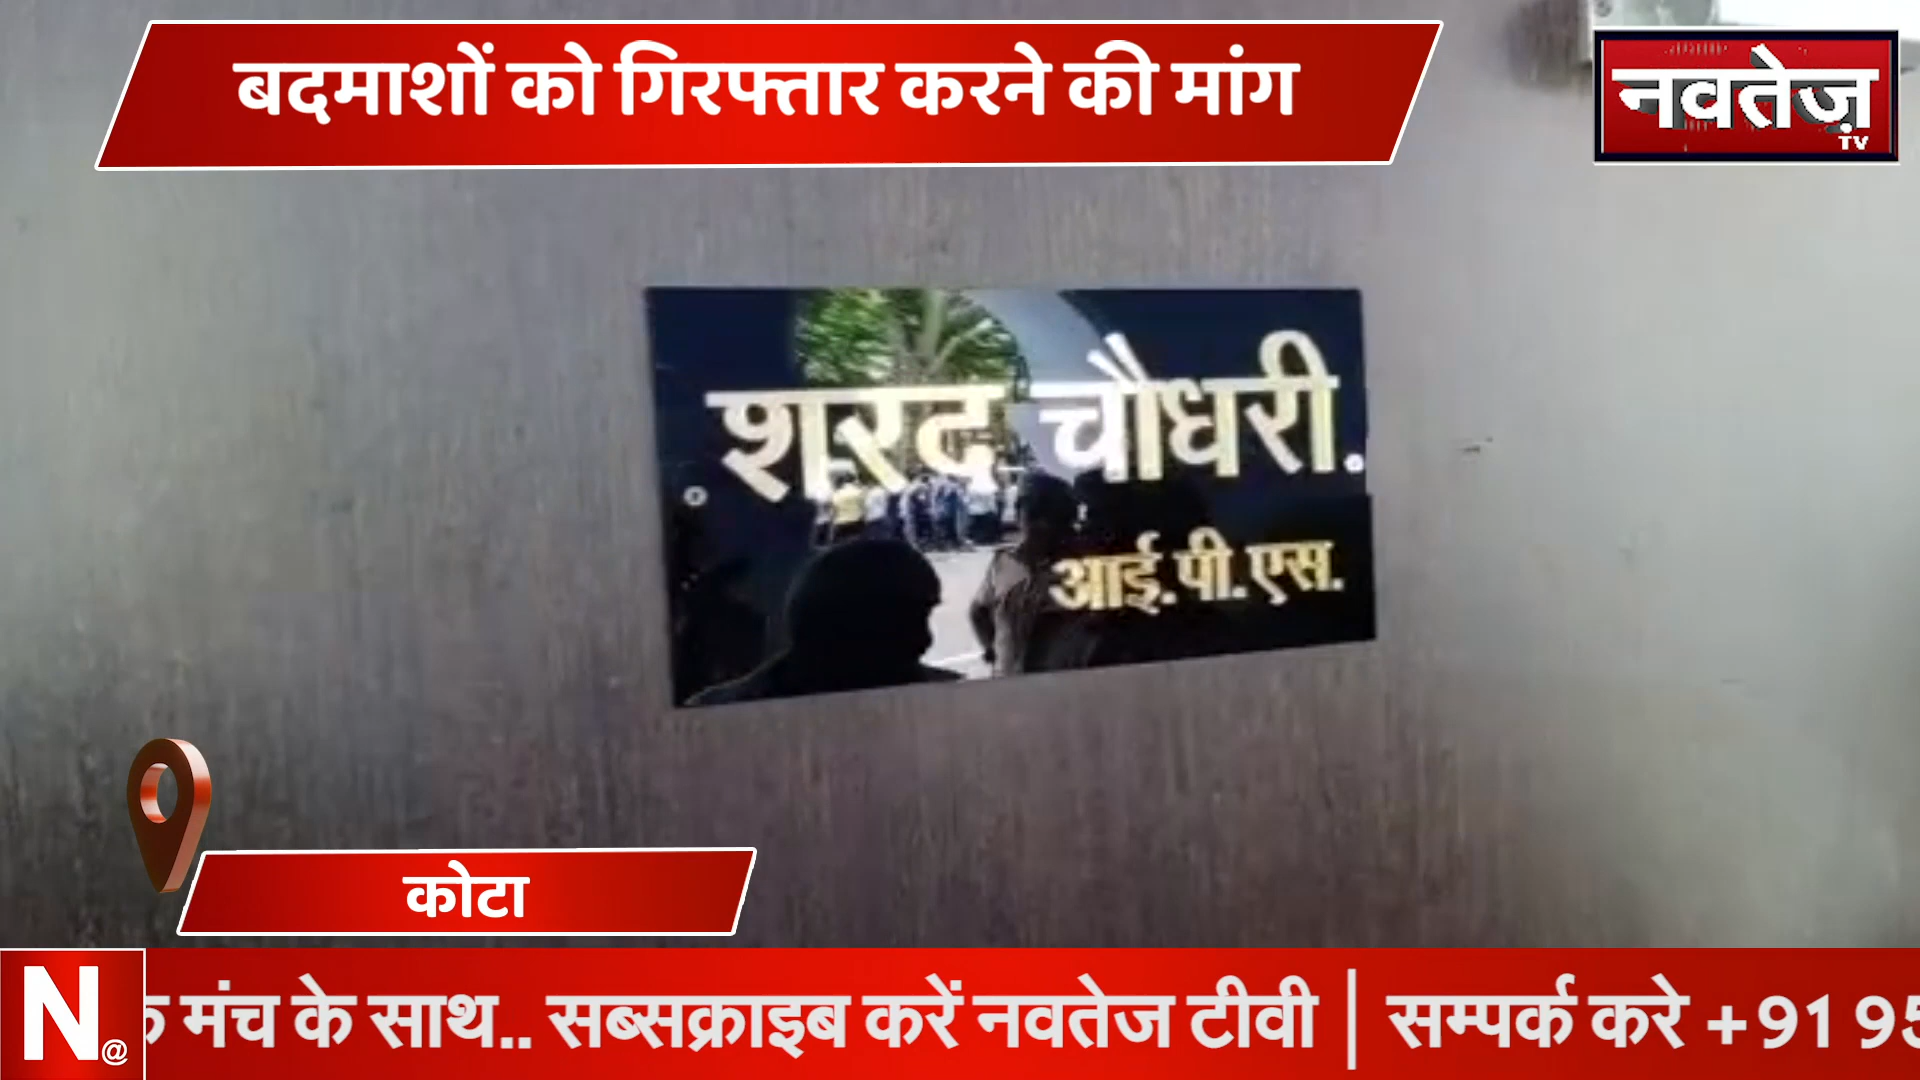 बदमाशों को गिरफ्तार करने की मांग
नवतेज़
TV
शरद चौधरी.
आई.पी.एस.
कोटा
N@
मंच के साथ.. सब्सक्राइब करें नवतेज टीवी | सम्पर्क करे +91 95